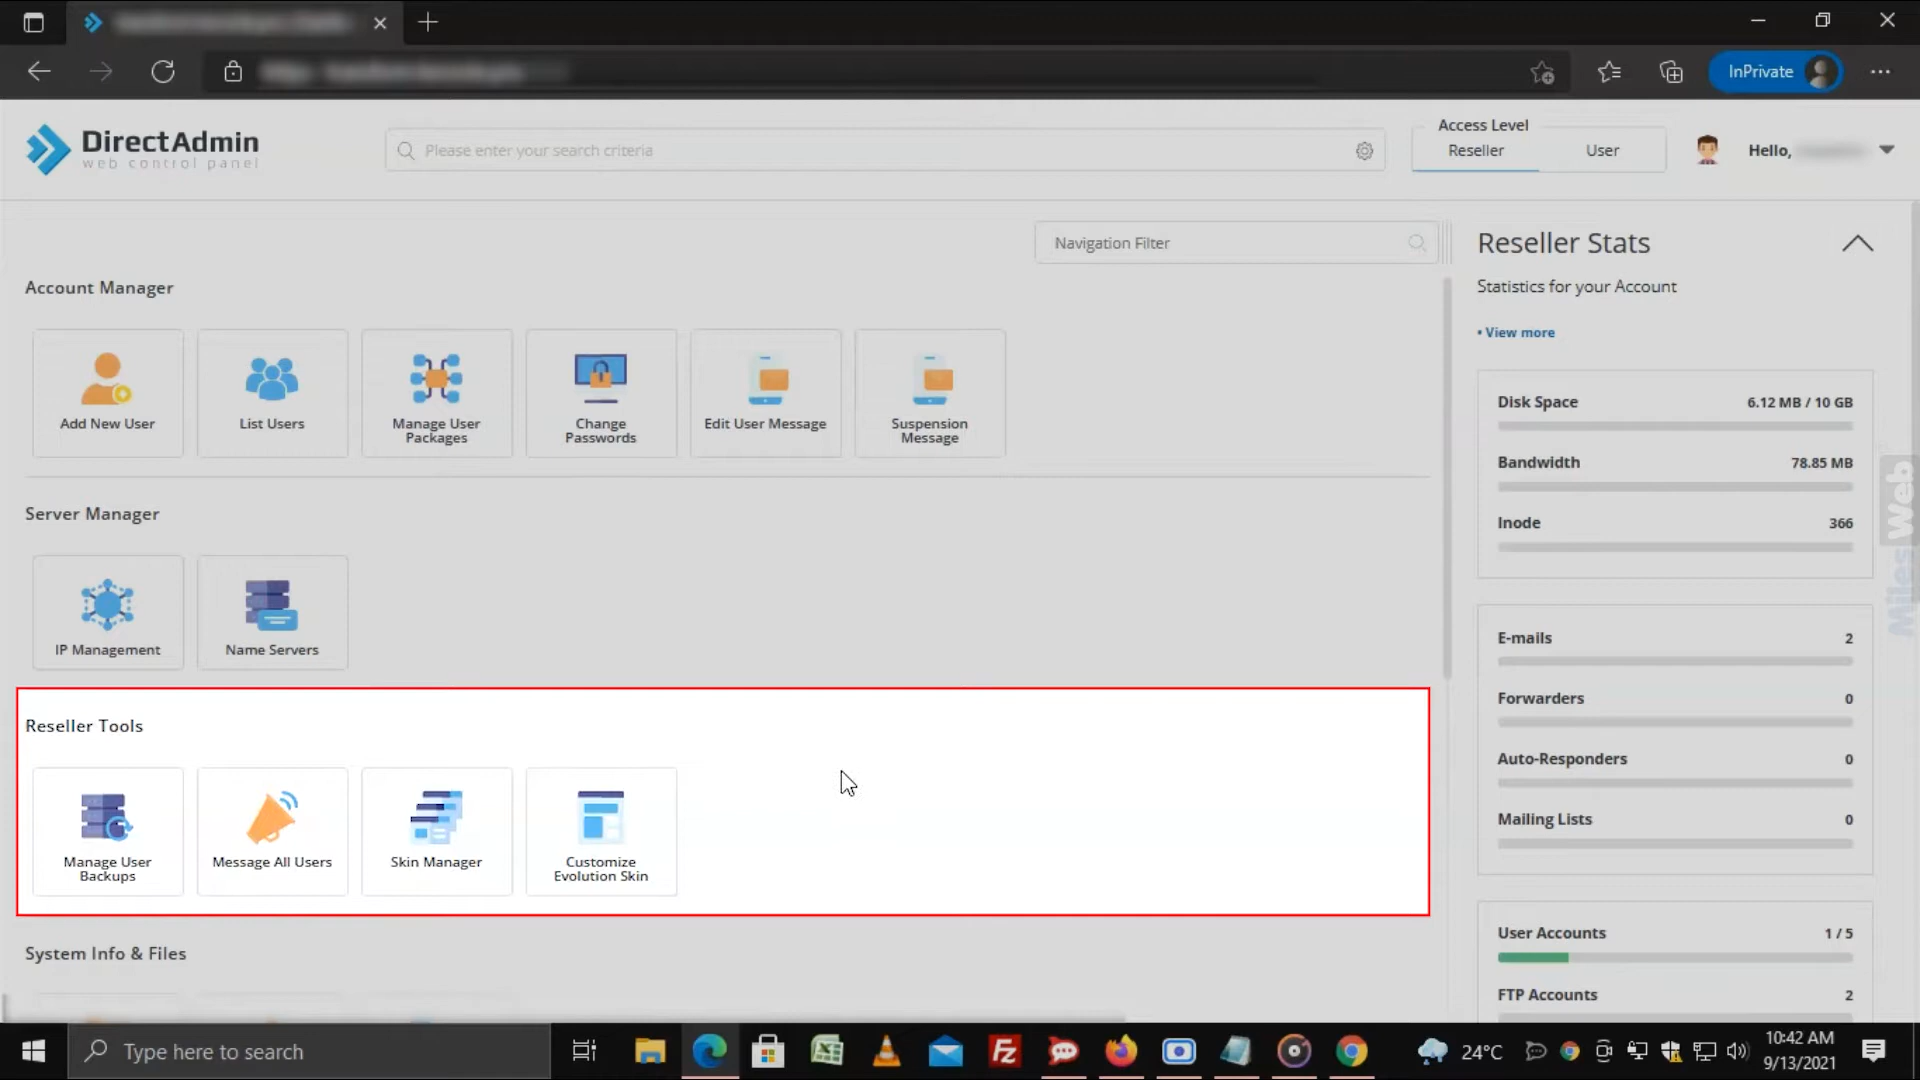 InPrivate
DirectAdmin
web control panel
Please enter your search criteria
Access Level
Reseller
User
Hello,
Navigation Filter
Account Manager
Add New User
List Users
Manage User
Packages
Change
Passwords
Edit User Message
Suspension
Message
Server Manager
IP Management
Name Servers
Reseller Tools
Manage User
Backups
Message All Users
Skin Manager
Customize
Evolution Skin
System Info & Files
Reseller Stats
Statistics for your Account
• View more
Disk Space 6.12 MB / 10 GB
Bandwidth 78.85 MB
Inode 366
E-mails 2
Forwarders 0
Auto-Responders 0
Mailing Lists 0
User Accounts 1 / 5
FTP Accounts 2
MilesWeb
Type here to search
Fz
24°C
10:42 AM
9/13/2021